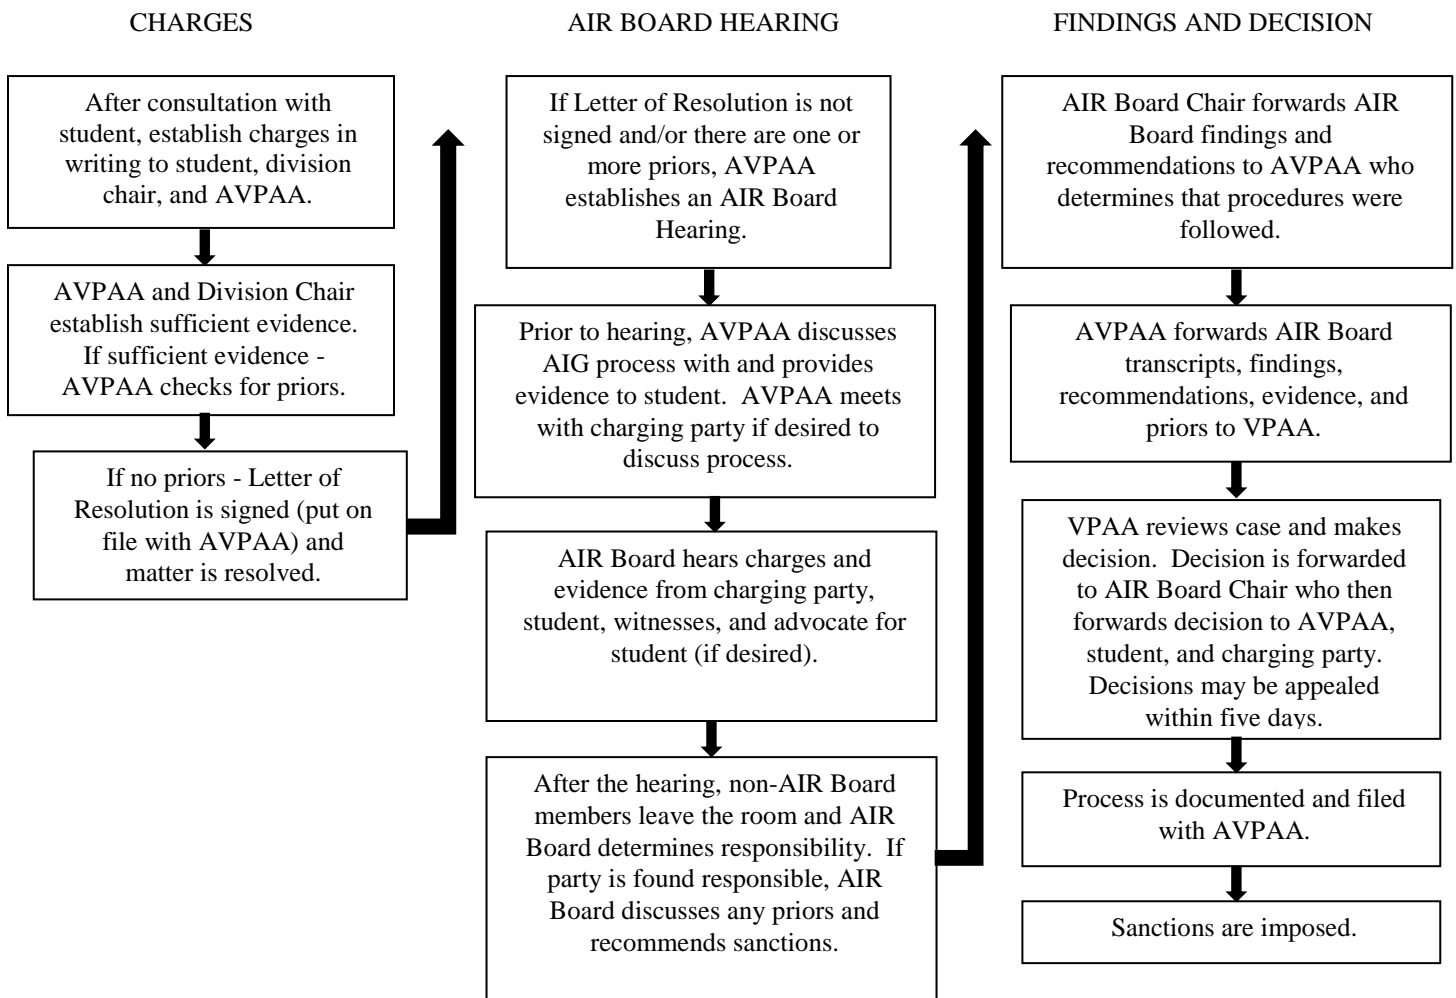 CHARGES
After consultation with
student, establish charges in
writing to student, division
chair, and AVPAA.
AVPAA and Division Chair
establish sufficient evidence.
If sufficient evidence -
AVPAA checks for priors.
If no priors - Letter of
Resolution is signed (put on
file with AVPAA) and
matter is resolved.
AIR BOARD HEARING
If Letter of Resolution is not
signed and/or there are one or
more priors, AVPAA
establishes an AIR Board
Hearing.
Prior to hearing, AVPAA discusses
AIG process with and provides
evidence to student.  AVPAA meets
with charging party if desired to
discuss process.
AIR Board hears charges and
evidence from charging party,
student, witnesses, and advocate for
student (if desired).
After the hearing, non-AIR Board
members leave the room and AIR
Board determines responsibility.  If
party is found responsible, AIR
Board discusses any priors and
recommends sanctions.
FINDINGS AND DECISION
AIR Board Chair forwards AIR
Board findings and
recommendations to AVPAA who
determines that procedures were
followed.
AVPAA forwards AIR Board
transcripts, findings,
recommendations, evidence, and
priors to VPAA.
VPAA reviews case and makes
decision.  Decision is forwarded
to AIR Board Chair who then
forwards decision to AVPAA,
student, and charging party.
Decisions may be appealed
within five days.
Process is documented and filed
with AVPAA.
Sanctions are imposed.